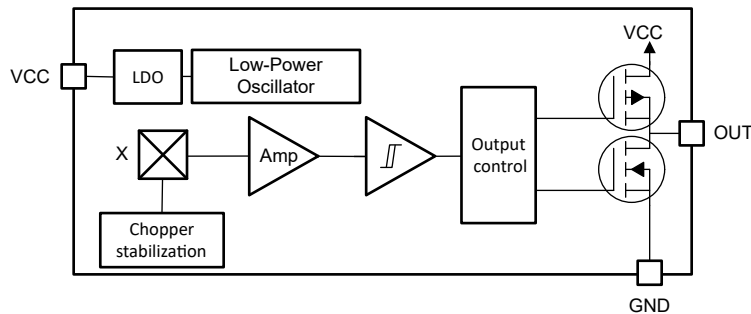 VCC
VCC
LDO
Low-Power
Oscillator
X
Amp
Output
control
OUT
Chopper
stabilization
GND